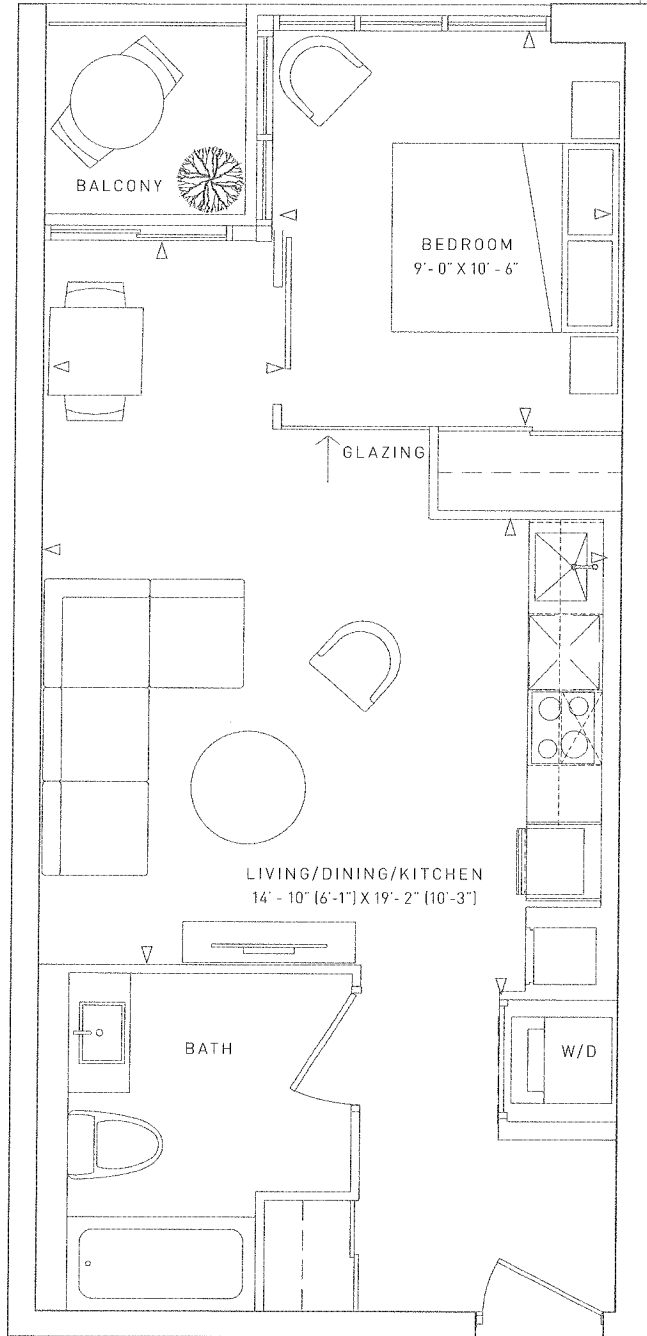 BALCONY
BEDROOM
9'- 0" X 10' - 6"
GLAZING
LIVING/DINING/KITCHEN
14' - 10" (6'-1") X 19'- 2" (10'-3")
BATH
W/D